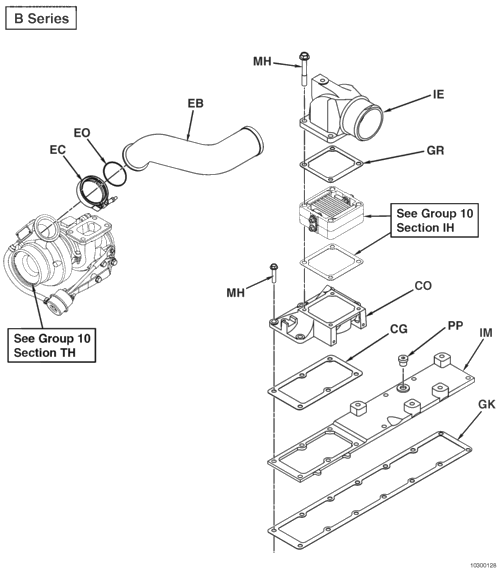 B Series
MH
IE
EB
EO
GR
EC
See Group 10
Section IH
MH
CO
See Group 10
Section TH
CG
PP
IM
GK
10300128